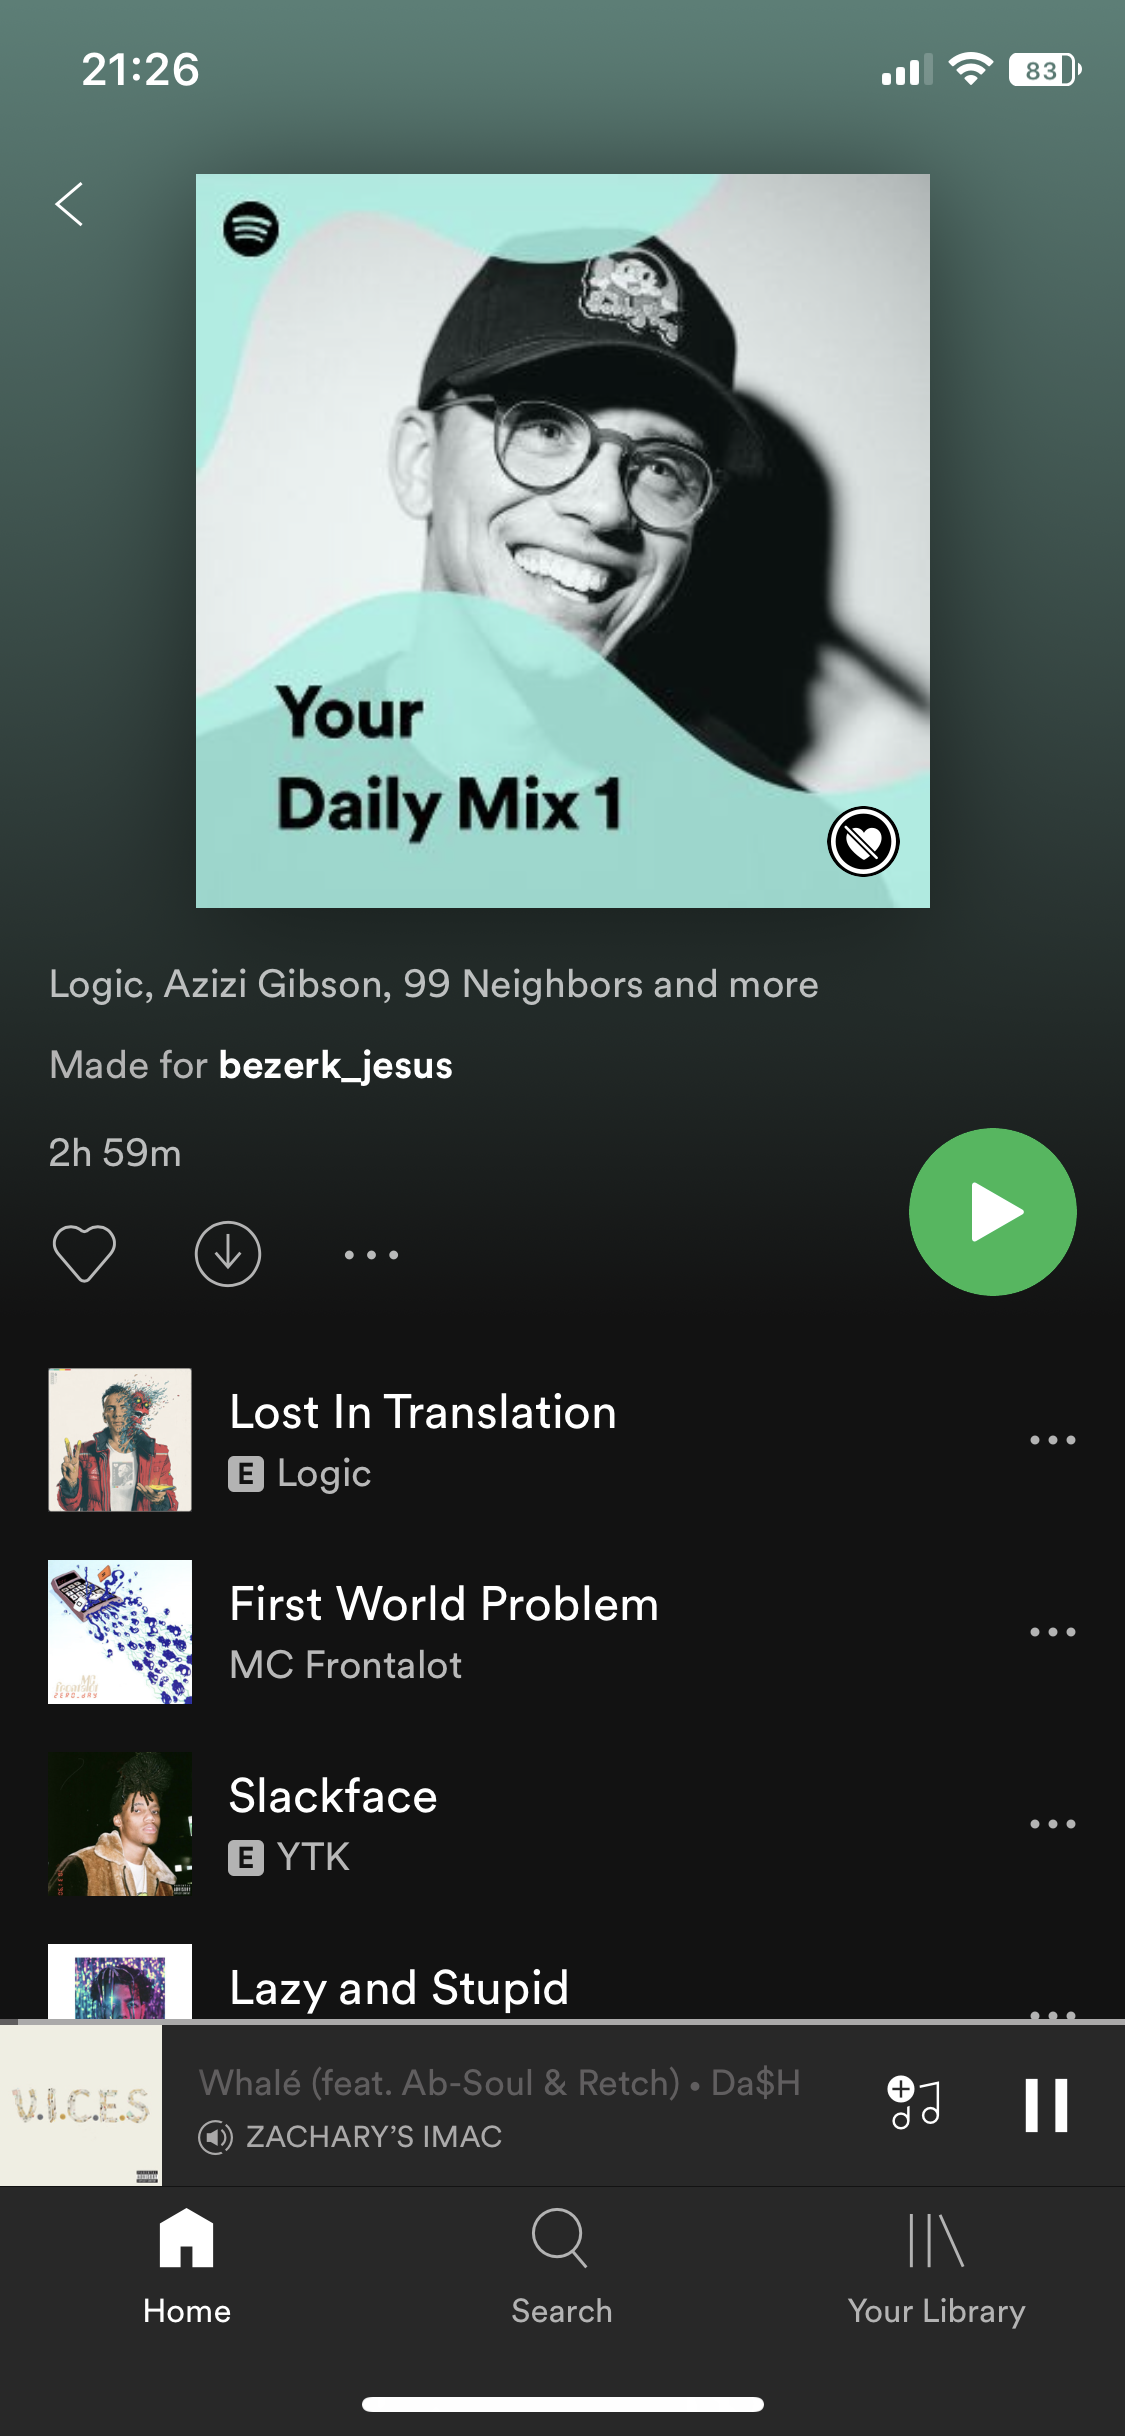 21:26
83
Your
Daily Mix 1
Logic, Azizi Gibson, 99 Neighbors and more
Made for bezerk_jesus
2h 59m
Lost In Translation
E Logic
First World Problem
MC Frontalot
ZERO_DAY
Slackface
E YTK
Lazy and Stupid
V.I.C.E.S
Whalé (feat. Ab-Soul & Retch) • Da$H
ZACHARY'S IMAC
Home
Search
Your Library